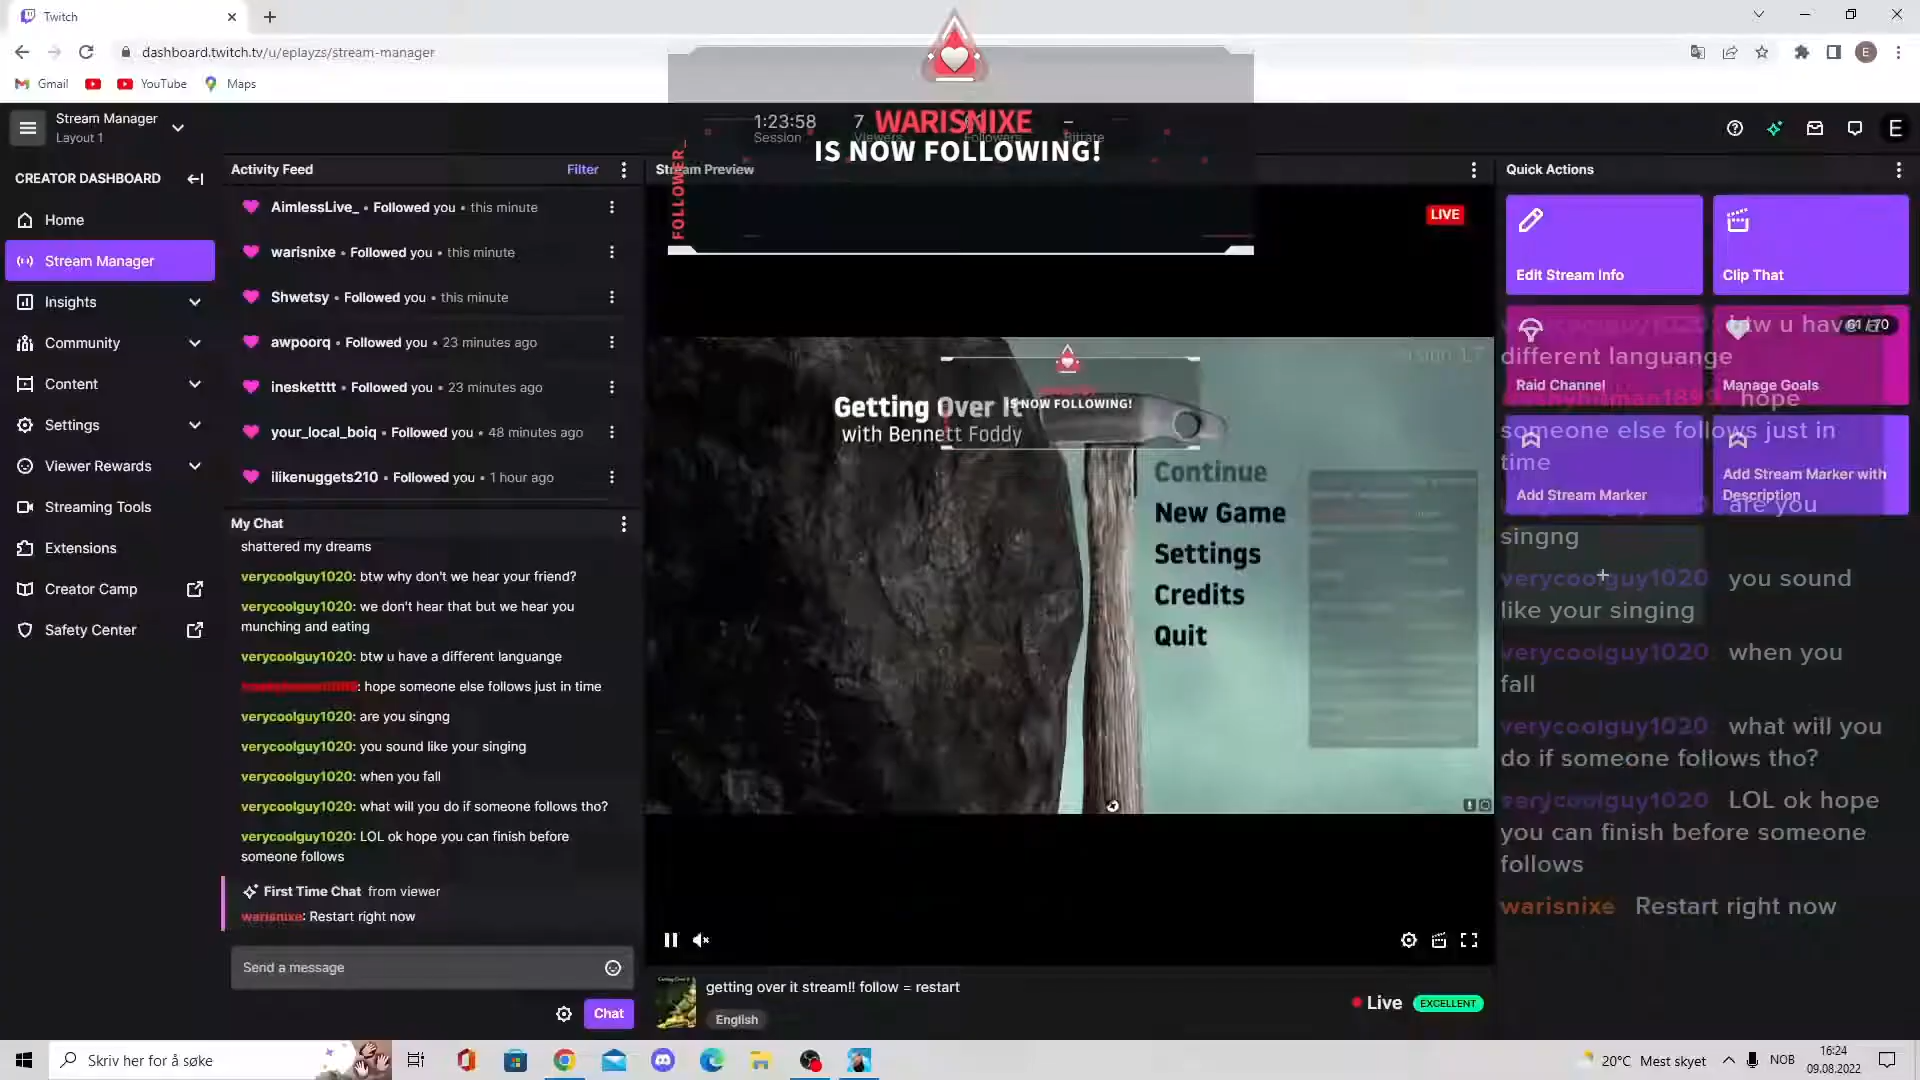 Twitch
dashboard.twitch.tv/u/eplayzs/stream-manager
E
Gmail
YouTube
Maps
Stream Manager
Layout 1
1:23:58
Session
7
Viewers
Followers
–
Bitrate
WARISNIXE
IS NOW FOLLOWING!
FOLLOWER_
E
CREATOR DASHBOARD
Home
Stream Manager
Insights
Community
Content
Settings
Viewer Rewards
Streaming Tools
Extensions
Creator Camp
Safety Center
Activity Feed
Filter
AimlessLive_ • Followed you • this minute
warisnixe • Followed you • this minute
Shwetsy • Followed you • this minute
awpoorq • Followed you • 23 minutes ago
inesketttt • Followed you • 23 minutes ago
your_local_boiq • Followed you • 48 minutes ago
ilikenuggets210 • Followed you • 1 hour ago
My Chat
shattered my dreams
verycoolguy1020: btw why don't we hear your friend?
verycoolguy1020: we don't hear that but we hear you
munching and eating
verycoolguy1020: btw u have a different languange
: hope someone else follows just in time
verycoolguy1020: are you singng
verycoolguy1020: you sound like your singing
verycoolguy1020: when you fall
verycoolguy1020: what will you do if someone follows tho?
verycoolguy1020: LOL ok hope you can finish before
someone follows
First Time Chat from viewer
warisnixe: Restart right now
Send a message
Chat
Stream Preview
LIVE
Getting Over It
with Bennett Foddy
IS NOW FOLLOWING!
Continue
New Game
Settings
Credits
Quit
getting over it stream!! follow = restart
English
Live
EXCELLENT
Quick Actions
Edit Stream Info
Clip That
Raid Channel
Manage Goals
61 / 70
Add Stream Marker
Add Stream Marker with
Description
verycoolguy1020 btw u have a
different languange
hope
someone else follows just in
time
are you
singng
verycoolguy1020 you sound
like your singing
verycoolguy1020 when you
fall
verycoolguy1020 what will you
do if someone follows tho?
verycoolguy1020 LOL ok hope
you can finish before someone
follows
warisnixe Restart right now
Skriv her for å søke
20°C Mest skyet
NOB
16:24
09.08.2022